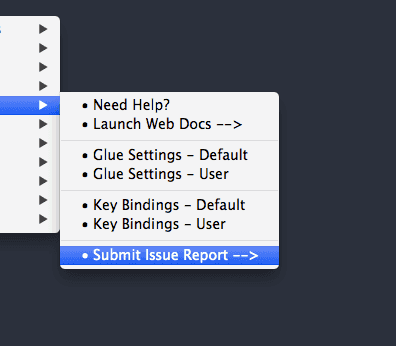 • Need Help?
• Launch Web Docs -->
• Glue Settings - Default
• Glue Settings - User
• Key Bindings - Default
• Key Bindings - User
• Submit Issue Report -->